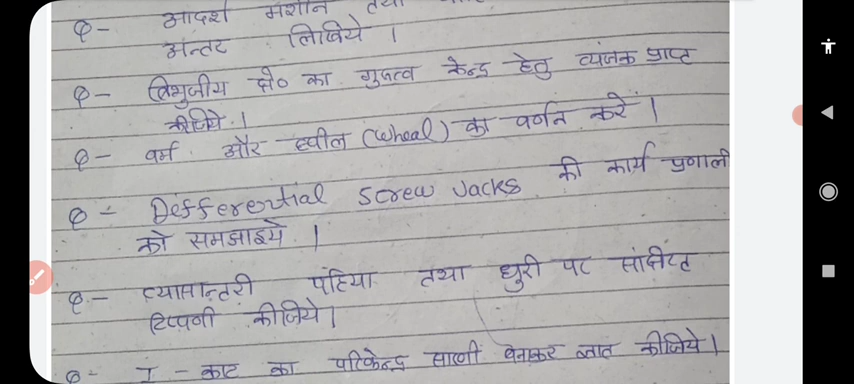 Q- आदर्श मशीन तथा
अन्तर लिखिये ।
Q- त्रिभुजीय क्षे० का गुरुत्व केन्द्र हेतु व्यंजक प्राप्त
कीजिये ।
Q- वर्म और व्हील (wheal) का वर्णन करें ।
Q- Defferential screw Jacks की कार्य प्रणाली
को समझाइये ।
Q- व्यासान्तरी पहिया तथा धुरी पर संक्षिप्त
टिप्पणी कीजिये ।
Q- I - काट का परिकेन्द्र सारणी बनाकर ज्ञात कीजिये ।